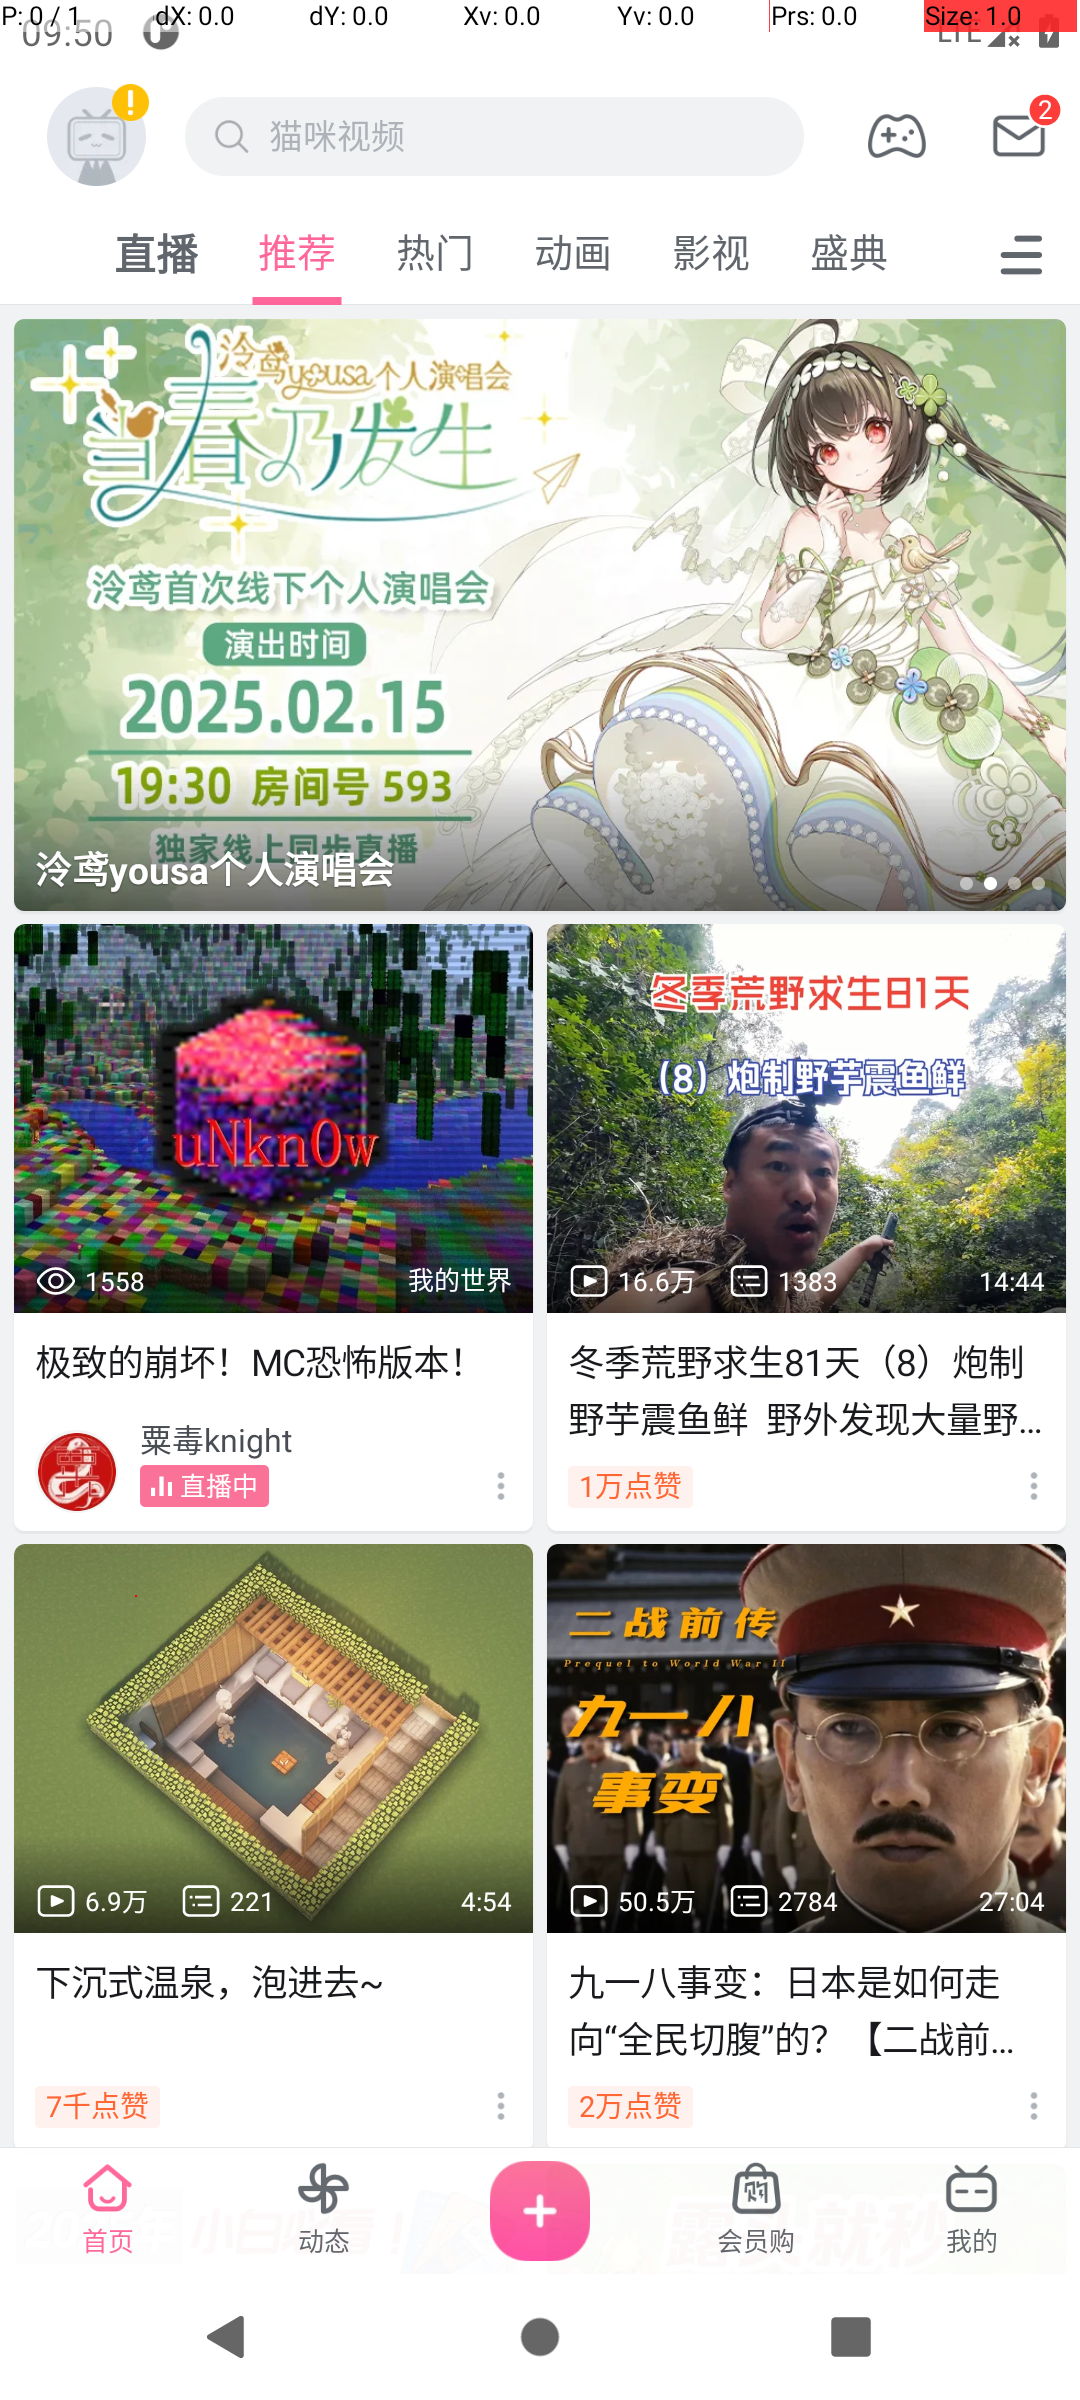 P: 0 / 1 dX: 0.0 dY: 0.0 Xv: 0.0 Yv: 0.0 Prs: 0.0 Size: 1.0
09:50 LTE
猫咪视频
2
直播 推荐 热门 动画 影视 盛典
泠鸢yousa个人演唱会
当春乃发生
泠鸢首次线下个人演唱会
演出时间
2025.02.15
19:30 房间号 593
独家线上同步直播
泠鸢yousa个人演唱会
uNkn0w
1558 我的世界
极致的崩坏！MC恐怖版本！
粟毒knight
直播中
冬季荒野求生81天
（8）炮制野芋震鱼鲜
16.6万 1383 14:44
冬季荒野求生81天（8）炮制
野芋震鱼鲜 野外发现大量野...
1万点赞
6.9万 221 4:54
下沉式温泉，泡进去~
7千点赞
二战前传
Prequel to World War II
九一八
事变
50.5万 2784 27:04
九一八事变：日本是如何走
向“全民切腹”的？【二战前...
2万点赞
首页 动态 会员购 我的